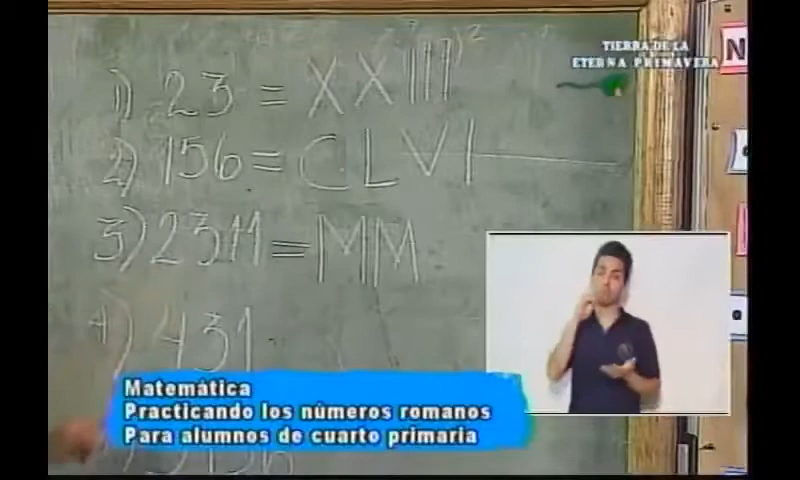 1) 23 = XXIII
2) 156 = CLVI
3) 2311 = MM
4) 431
TIERRA DE LA
ETERNA PRIMAVERA
N
Matemática
Practicando los números romanos
Para alumnos de cuarto primaria